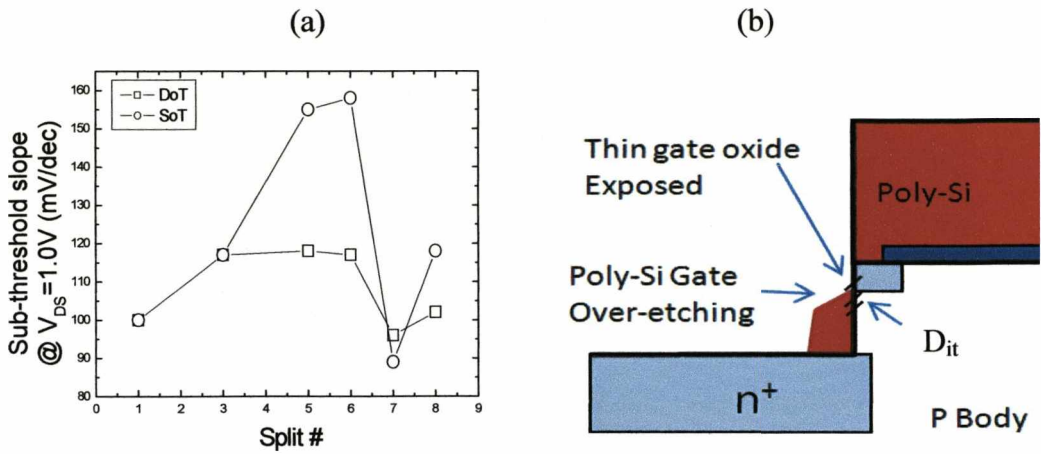 (a)
DoT
SoT
Sub-threshold slope
@ V_DS=1.0V (mV/dec)
160
150
140
130
120
110
100
90
80
0 1 2 3 4 5 6 7 8 9
Split #
(b)
Thin gate oxide
Exposed
Poly-Si
Poly-Si Gate
Over-etching
D_it
n+
P Body